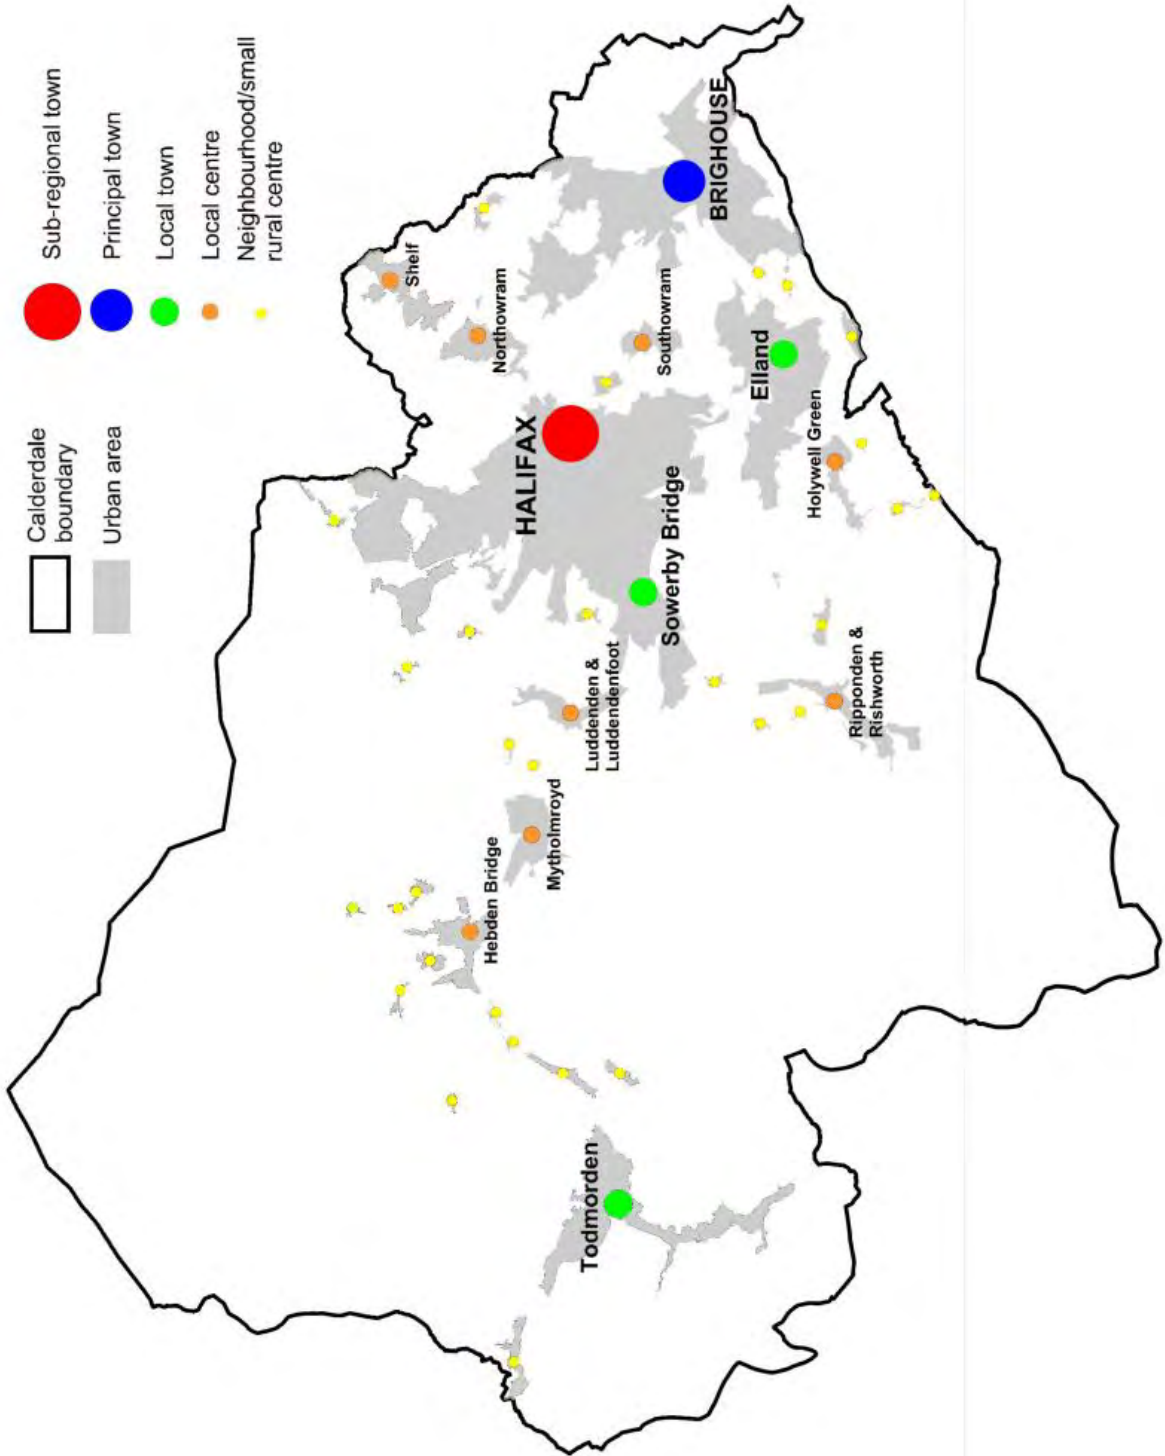 Calderdale
boundary
Urban area
Sub-regional town
Principal town
Local town
Local centre
Neighbourhood/small
rural centre
Shelf
Northowram
BRIGHOUSE
Southowram
HALIFAX
Elland
Holywell Green
Sowerby Bridge
Luddenden &
Luddendenfoot
Ripponden &
Rishworth
Mytholmroyd
Hebden Bridge
Todmorden